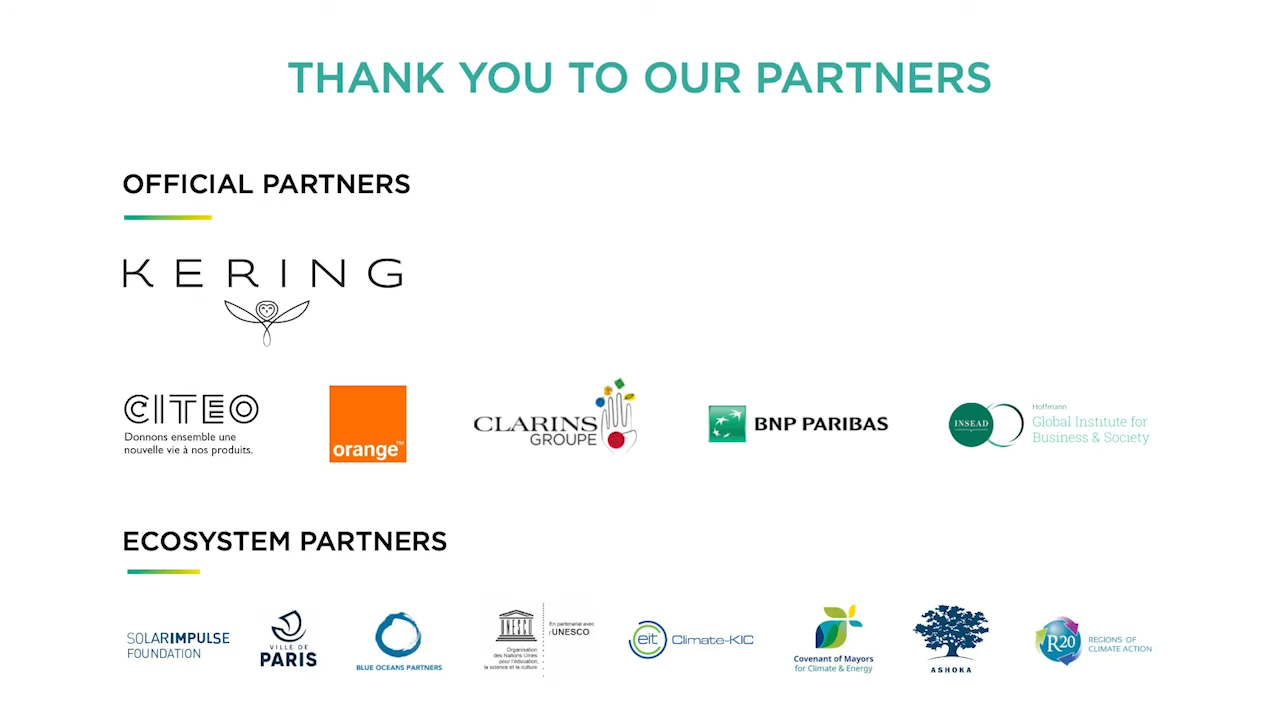 THANK YOU TO OUR PARTNERS
OFFICIAL PARTNERS
KERING
CITEO
Donnons ensemble une
nouvelle vie à nos produits.
orange™
CLARINS
GROUPE
BNP PARIBAS
INSEAD
Hoffmann
Global Institute for
Business & Society
ECOSYSTEM PARTNERS
SOLARIMPULSE
FOUNDATION
VILLE DE
PARIS
BLUE OCEANS PARTNERS
UNESCO
Organisation
des Nations Unies
pour l'éducation,
la science et la culture
En partenariat avec
l'UNESCO
eit
Climate-KIC
Covenant of Mayors
for Climate & Energy
ASHOKA
R20
REGIONS OF
CLIMATE ACTION